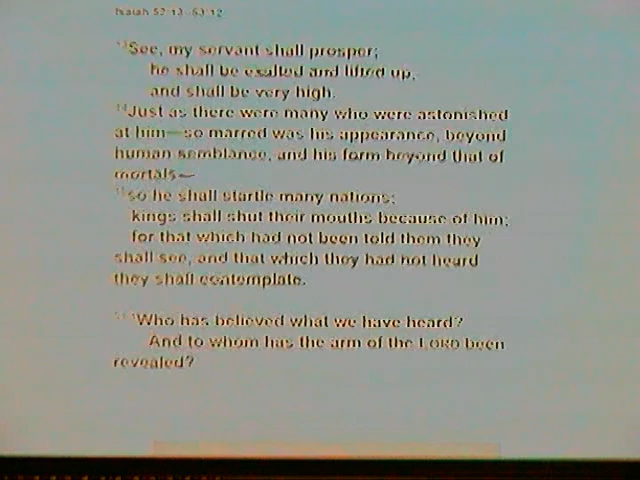 Isaiah 52:13–53:12
13See, my servant shall prosper;
he shall be exalted and lifted up,
and shall be very high.
14Just as there were many who were astonished
at him—so marred was his appearance, beyond
human semblance, and his form beyond that of
mortals—
15so he shall startle many nations;
kings shall shut their mouths because of him;
for that which had not been told them they
shall see, and that which they had not heard
they shall contemplate.
Who has believed what we have heard?
And to whom has the arm of the LORD been
revealed?